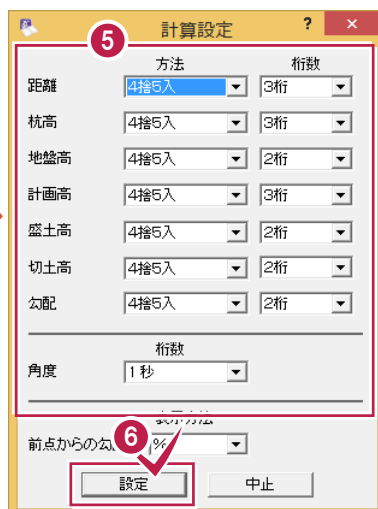 計算設定 ? ×
5
方法 桁数
距離 4捨5入 3桁
杭高 4捨5入 3桁
地盤高 4捨5入 2桁
計画高 4捨5入 3桁
盛土高 4捨5入 2桁
切土高 4捨5入 2桁
勾配 4捨5入 2桁
桁数
角度 1秒
6
前点からの勾 %
設定 中止